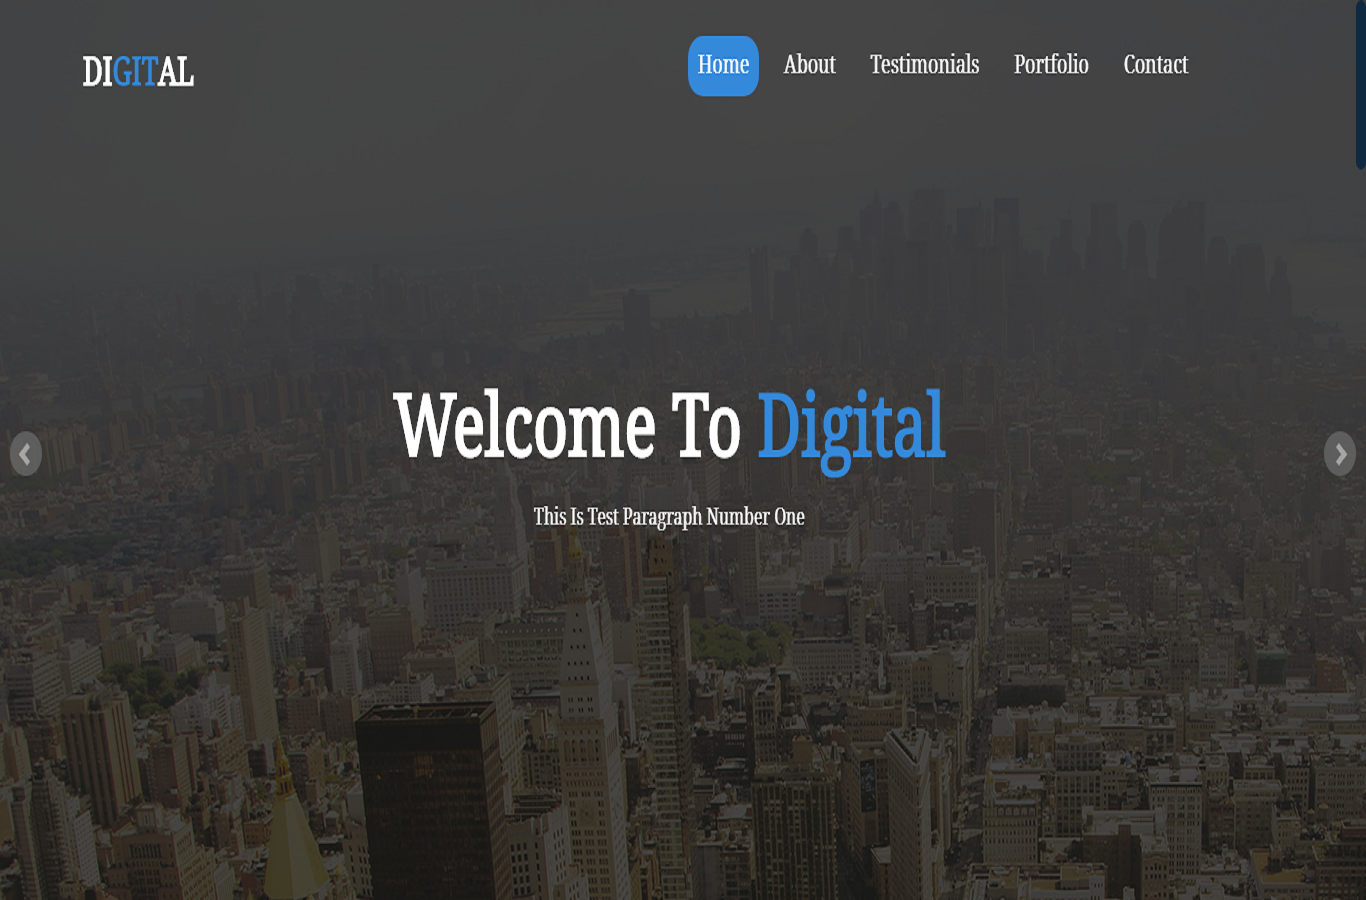 DIGITAL
Home About Testimonials Portfolio Contact
Welcome To Digital
This Is Test Paragraph Number One